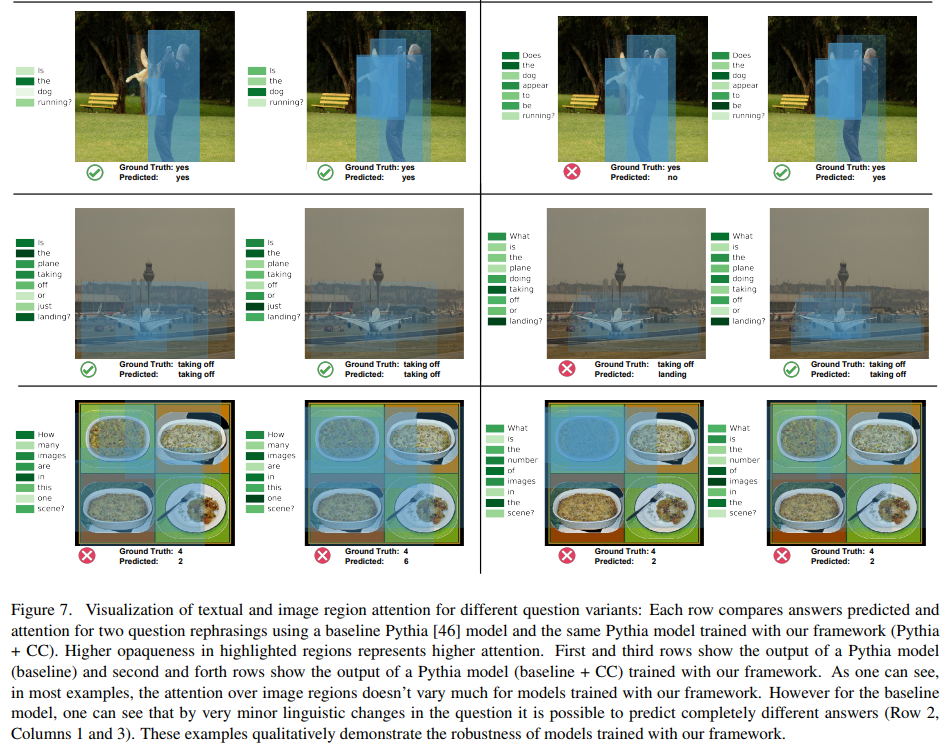 Is
the
dog
running?
Ground Truth: yes
Predicted: yes
Is
the
dog
running?
Ground Truth: yes
Predicted: yes
Does
the
dog
appear
to
be
running?
Ground Truth: yes
Predicted: no
Does
the
dog
appear
to
be
running?
Ground Truth: yes
Predicted: yes
Is
the
plane
taking
off
or
just
landing?
Ground Truth: taking off
Predicted: taking off
Is
the
plane
taking
off
or
just
landing?
Ground Truth: taking off
Predicted: taking off
What
is
the
plane
doing
taking
off
or
landing?
Ground Truth: taking off
Predicted: landing
What
is
the
plane
doing
taking
off
or
landing?
Ground Truth: taking off
Predicted: taking off
How
many
images
are
in
this
one
scene?
Ground Truth: 4
Predicted: 2
How
many
images
are
in
this
one
scene?
Ground Truth: 4
Predicted: 6
What
is
the
number
of
images
in
the
scene?
Ground Truth: 4
Predicted: 2
What
is
the
number
of
images
in
the
scene?
Ground Truth: 4
Predicted: 2
Figure 7. Visualization of textual and image region attention for different question variants: Each row compares answers predicted and
attention for two question rephrasings using a baseline Pythia [46] model and the same Pythia model trained with our framework (Pythia
+ CC). Higher opaqueness in highlighted regions represents higher attention. First and third rows show the output of a Pythia model
(baseline) and second and forth rows show the output of a Pythia model (baseline + CC) trained with our framework. As one can see,
in most examples, the attention over image regions doesn't vary much for models trained with our framework. However for the baseline
model, one can see that by very minor linguistic changes in the question it is possible to predict completely different answers (Row 2,
Columns 1 and 3). These examples qualitatively demonstrate the robustness of models trained with our framework.